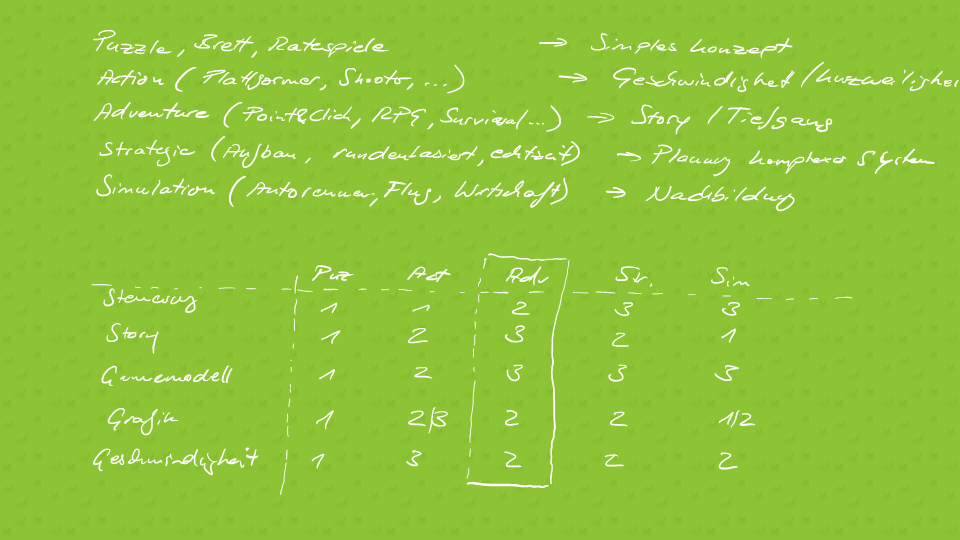 Puzzle, Brett, Ratespiele → Simples Konzept
Action (Plattformer, Shooter, ...) → Geschwindigkeit / Kurzweiligkei
Adventure (Point&Click, RPG, Survival...) → Story / Tiefgang
Strategie (Aufbau, rundenbasiert, echtzeit) → Planung komplexer Systeme
Simulation (Autorennen, Flug, Wirtschaft) → Nachbildung
Puz Act Adv Str. Sim
Steuerung 1 1 2 3 3
Story 1 2 3 2 1
Gamemodell 1 2 3 3 3
Grafik 1 2/3 2 2 1/2
Geschwindigkeit 1 3 2 2 2